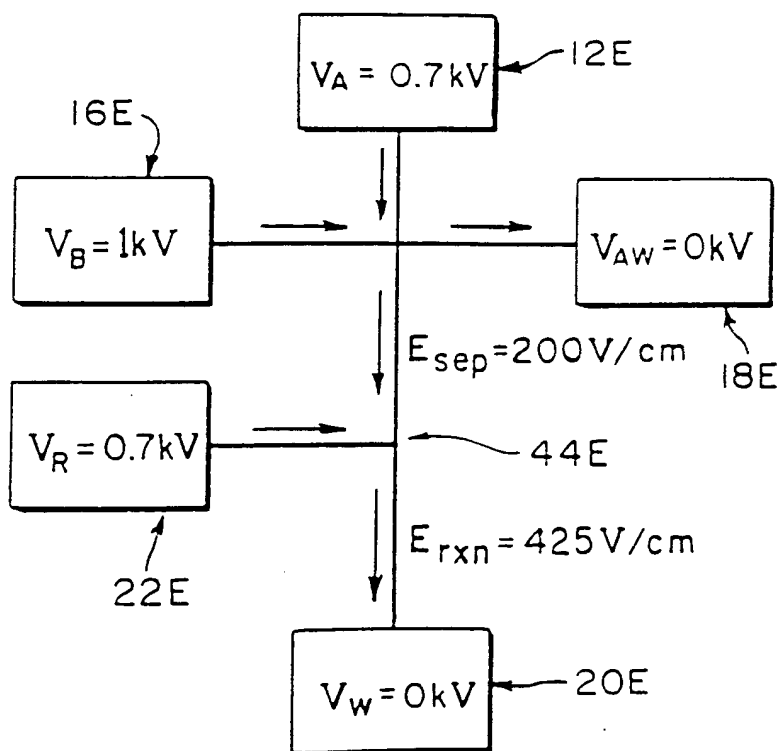 12E
V_A = 0.7kV
16E
V_B = 1kV
V_AW = 0kV
18E
E_sep = 200V/cm
V_R = 0.7kV
44E
22E
E_rxn = 425V/cm
V_W = 0kV
20E